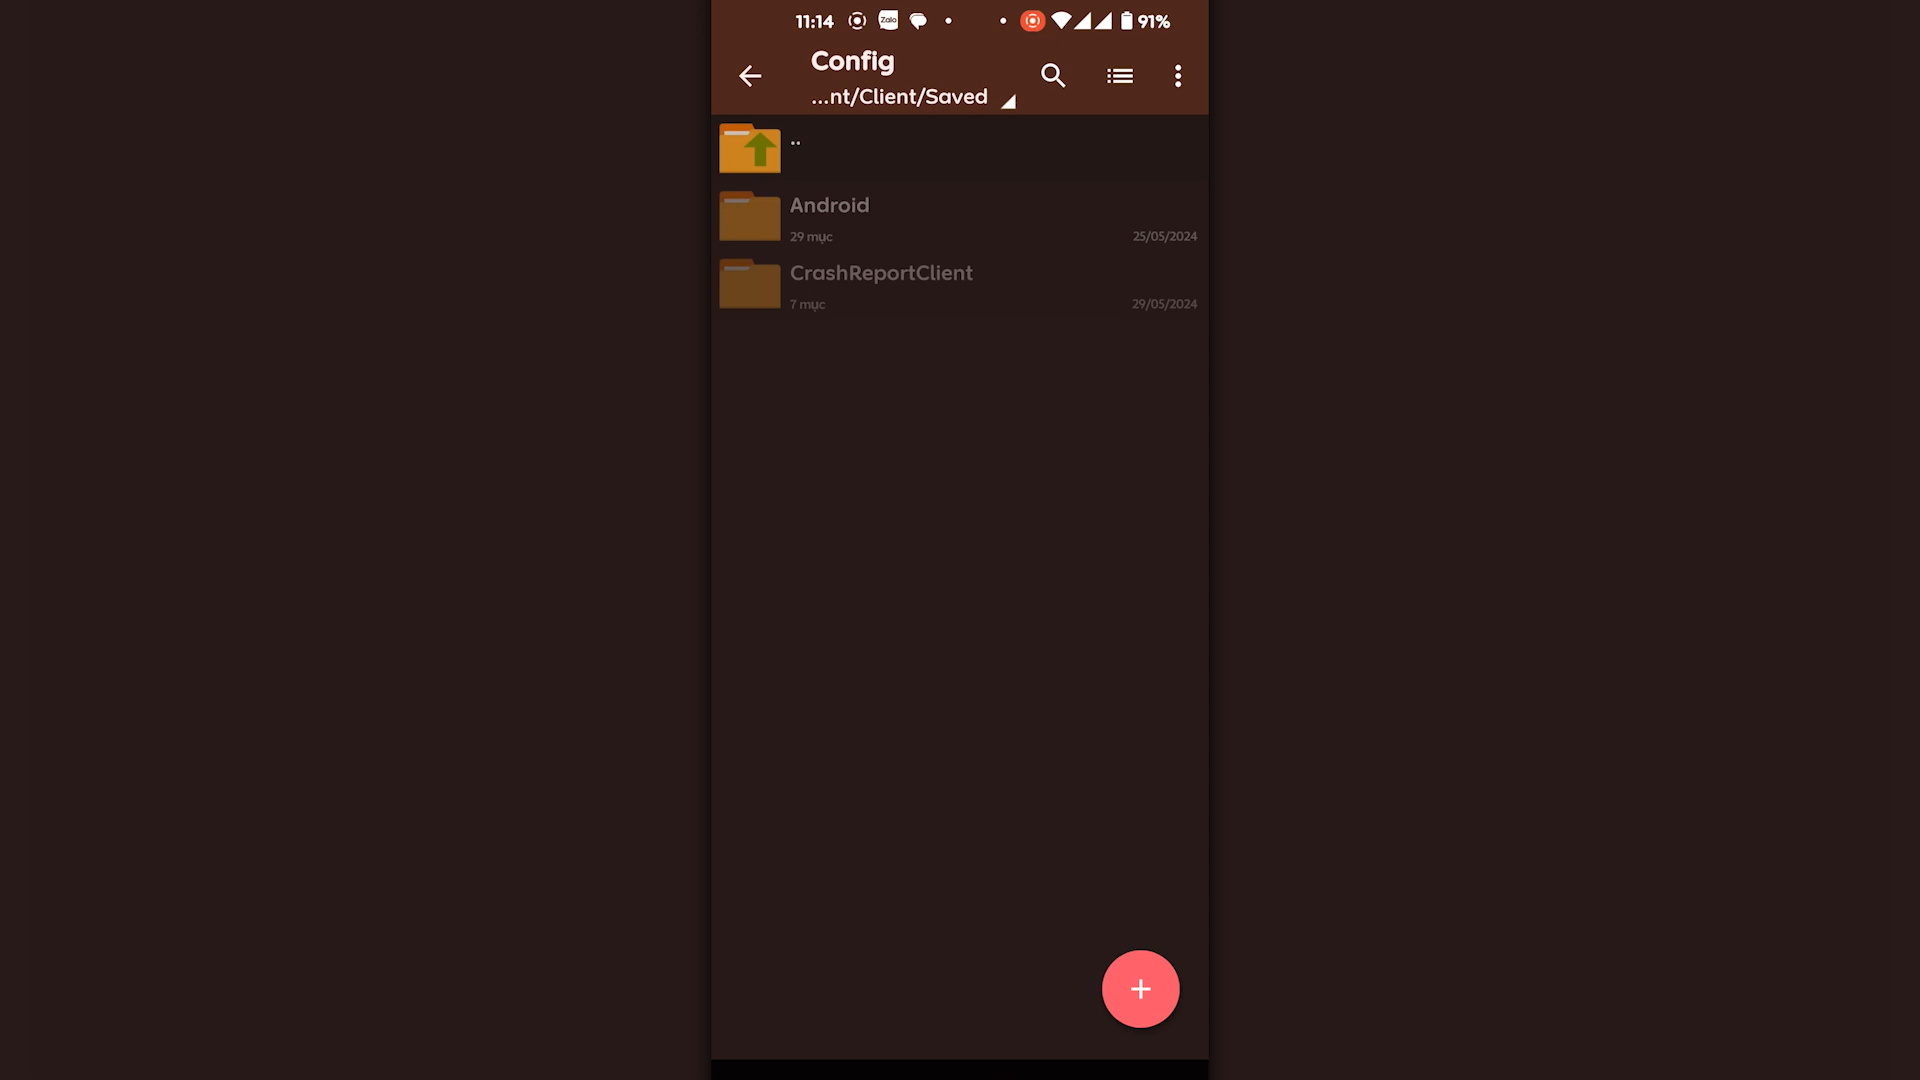 11:14 Zalo 91%
Config
...nt/Client/Saved
..
Android
29 mục 25/05/2024
CrashReportClient
7 mục 29/05/2024